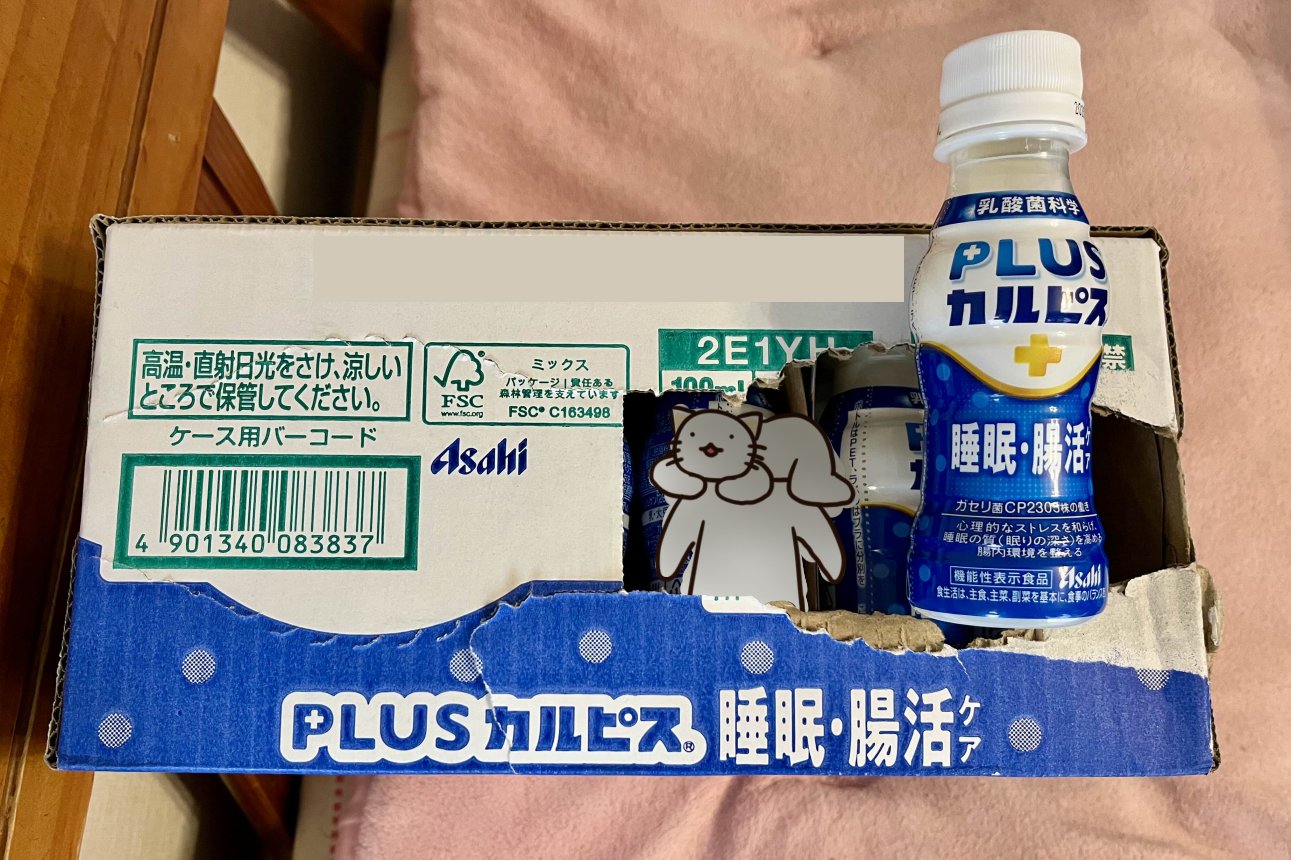 高温・直射日光をさけ、涼しい
ところで保管してください。
FSC
www.fsc.org
ミックス
パッケージ|責任ある
森林管理を支えています
FSC® C163498
ケース用バーコード
Asahi
4 901340 083837
2E1YH
100ml
禁
PLUSカルピス® 睡眠・腸活ケア
乳酸菌科学
PLUS
カルピス
睡眠・腸活ケア
ガセリ菌CP2305株の働き
心理的なストレスを和らげ、
睡眠の質(眠りの深さ)を高め
腸内環境を整える
機能性表示食品 Asahi
食生活は、主食、主菜、副菜を基本に、食事のバランスを